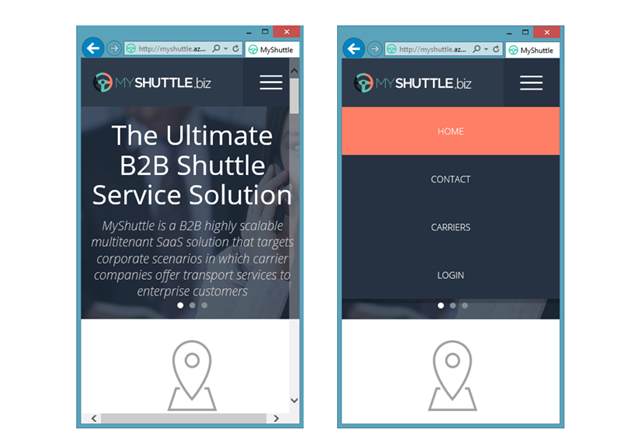 http://myshuttle.az...
MyShuttle
MYSHUTTLE.biz
The Ultimate
B2B Shuttle
Service Solution
MyShuttle is a B2B highly scalable
multitenant SaaS solution that targets
corporate scenarios in which carrier
companies offer transport services to
enterprise customers
http://myshuttle.az...
MyShuttle
MYSHUTTLE.biz
HOME
CONTACT
CARRIERS
LOGIN